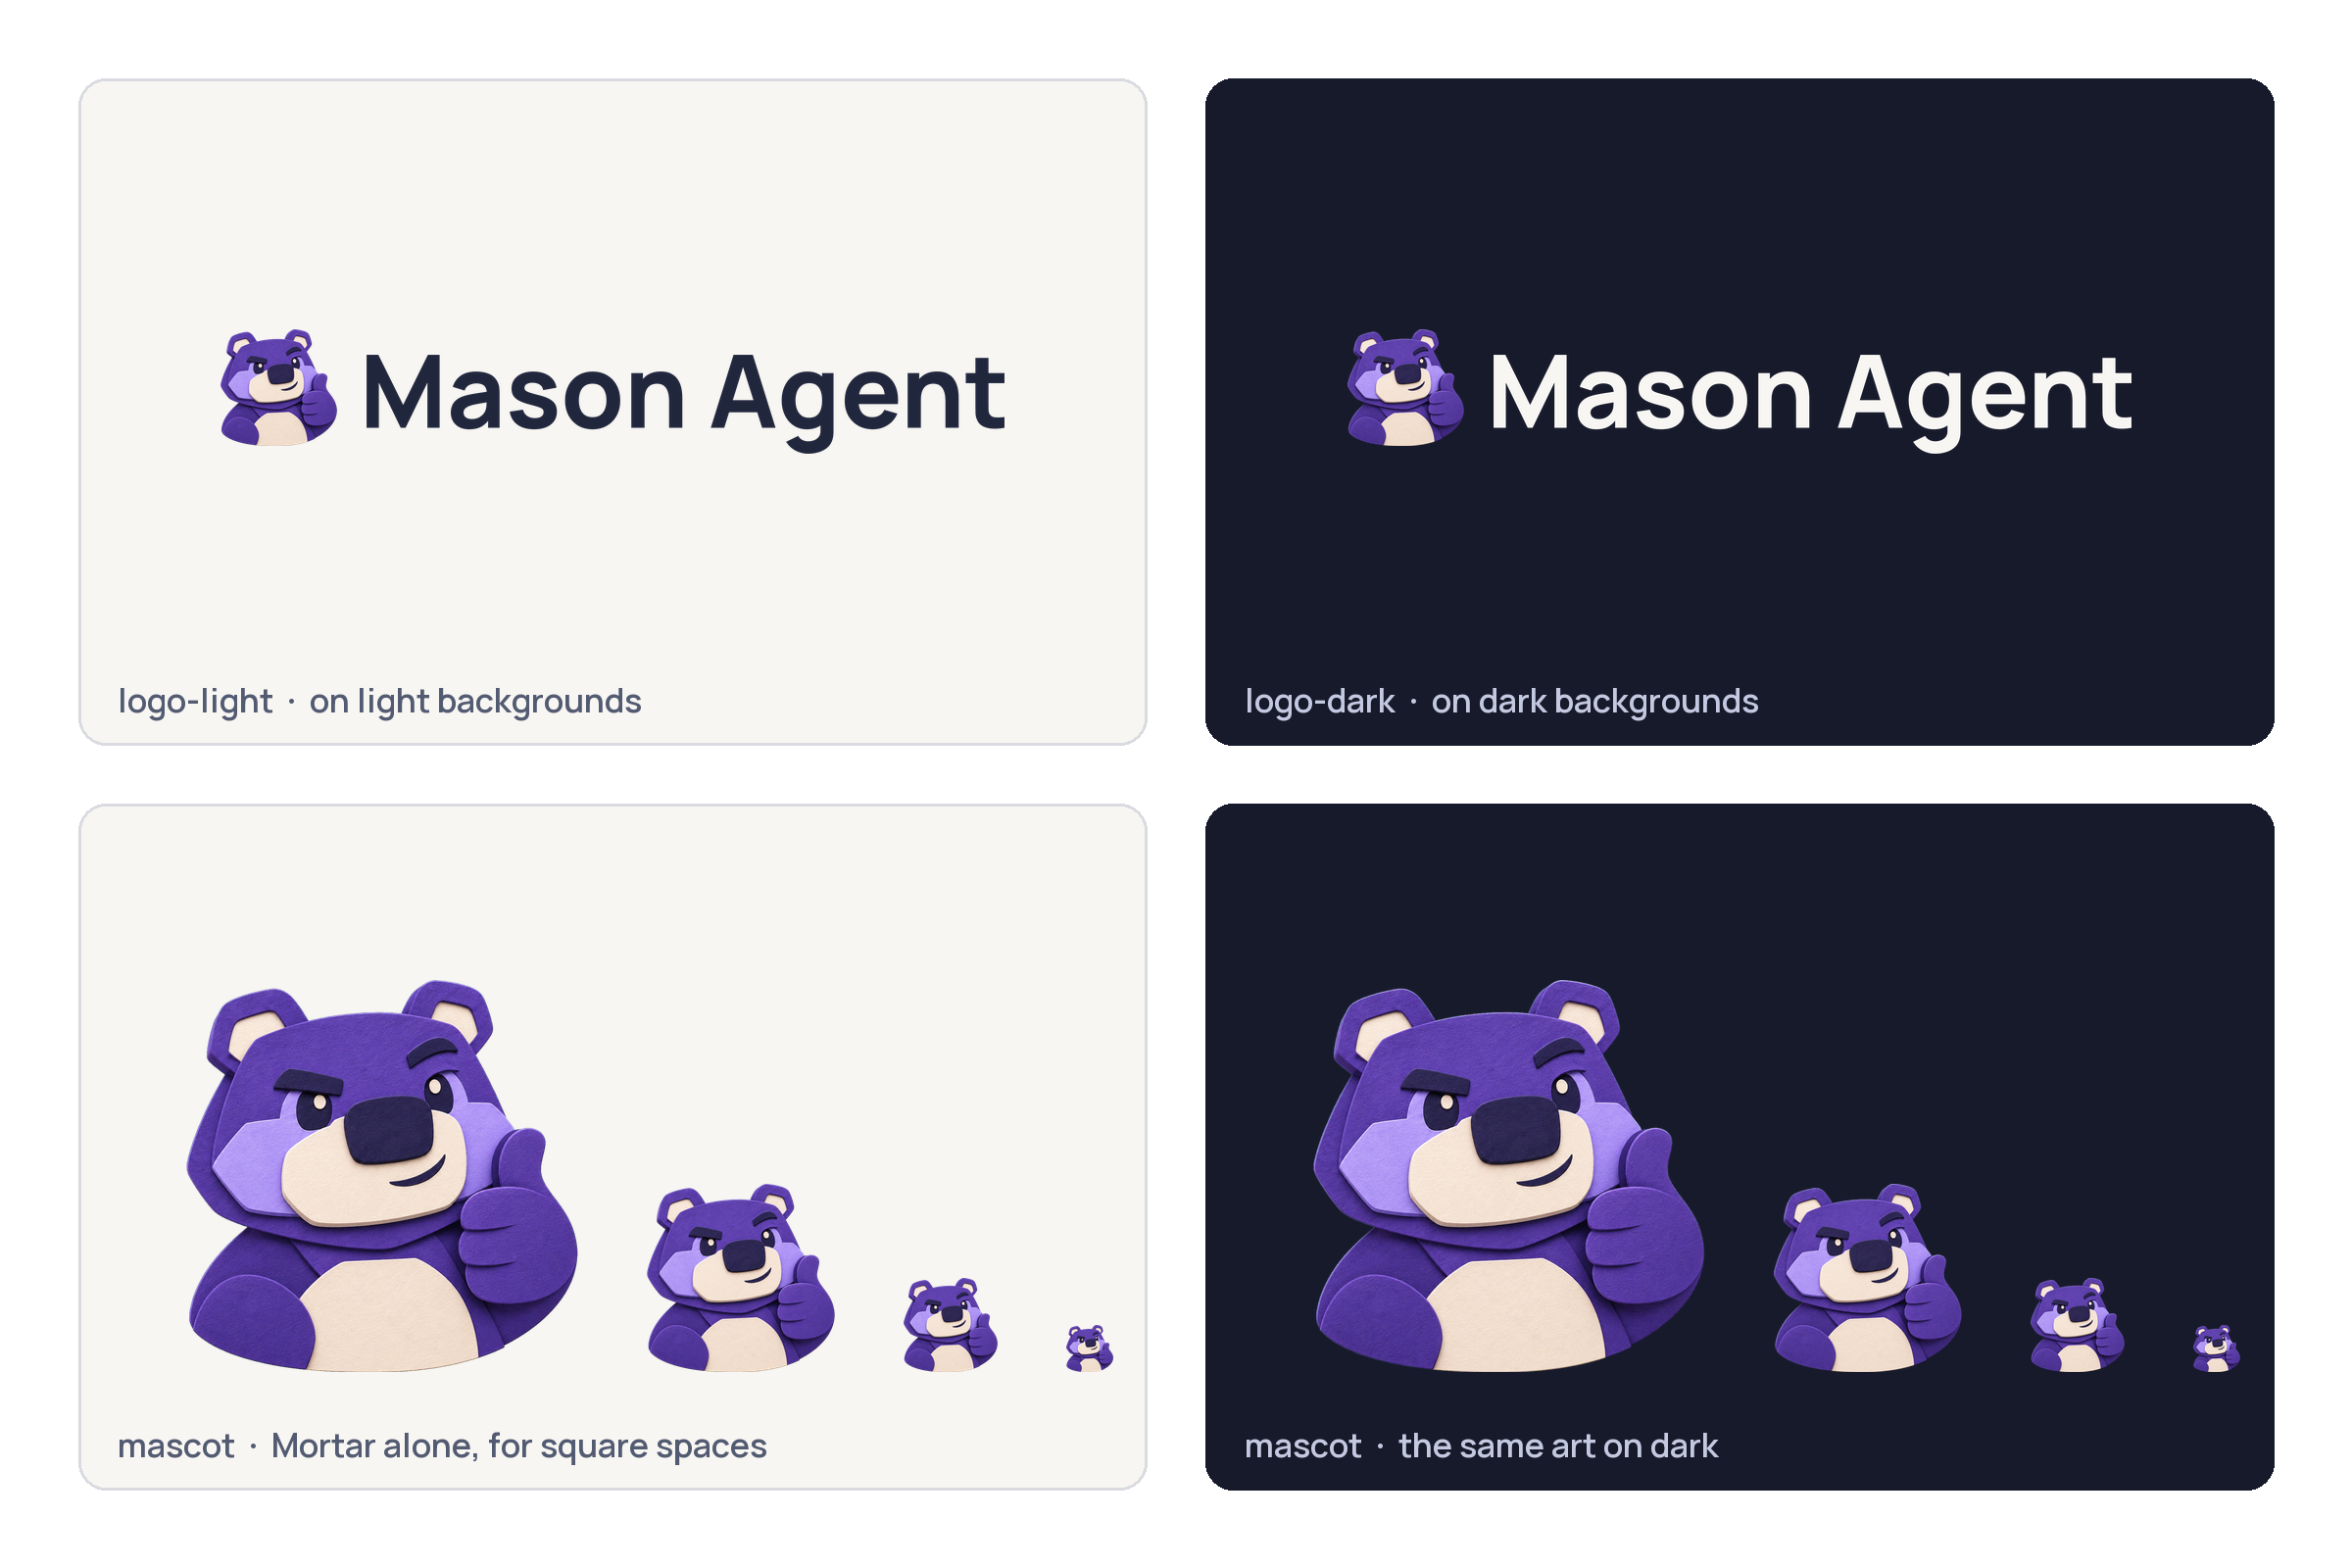 Mason Agent
logo-light · on light backgrounds
Mason Agent
logo-dark · on dark backgrounds
mascot · Mortar alone, for square spaces
mascot · the same art on dark